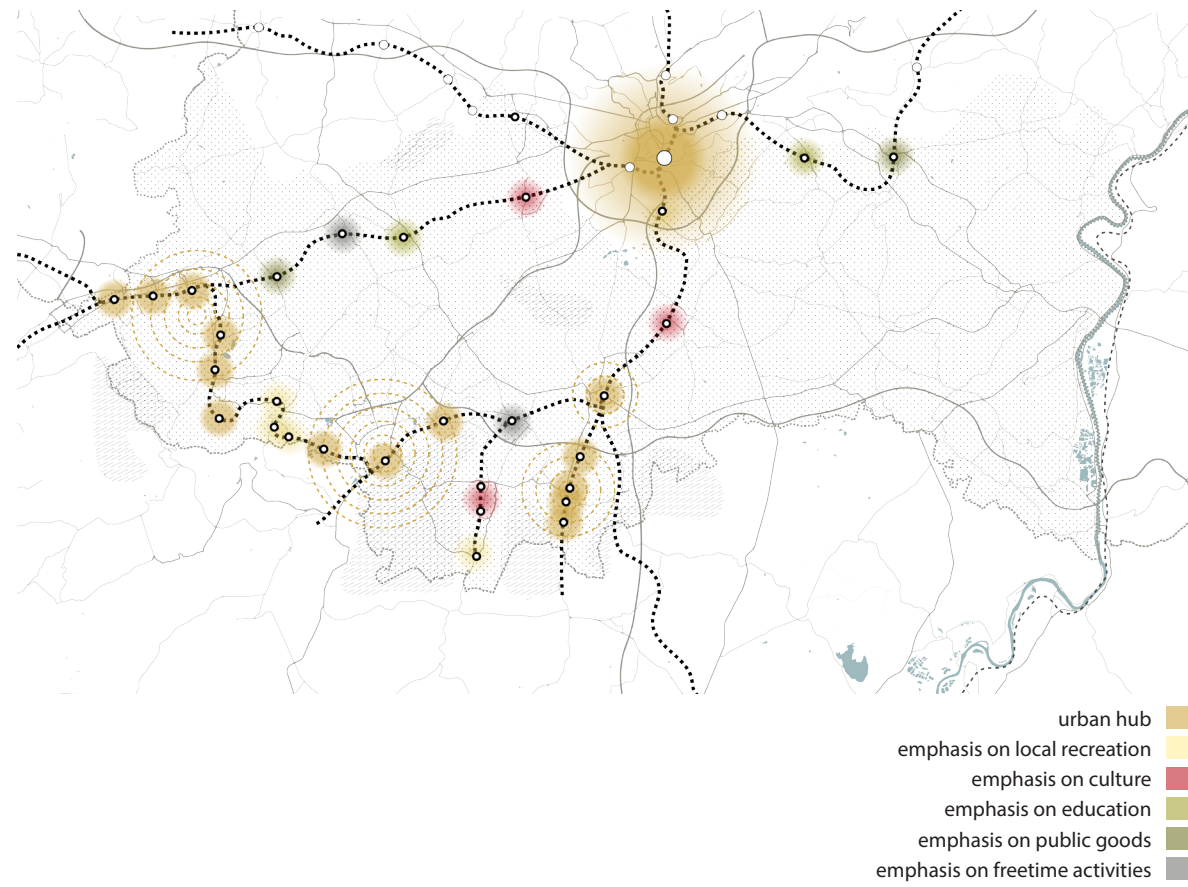 urban hub
emphasis on local recreation
emphasis on culture
emphasis on education
emphasis on public goods
emphasis on freetime activities